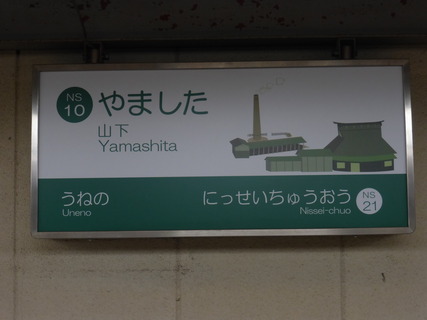 NS
10
やました
山下
Yamashita
うねの
Uneno
にっせいちゅうおう
Nissei-chuo
NS
21